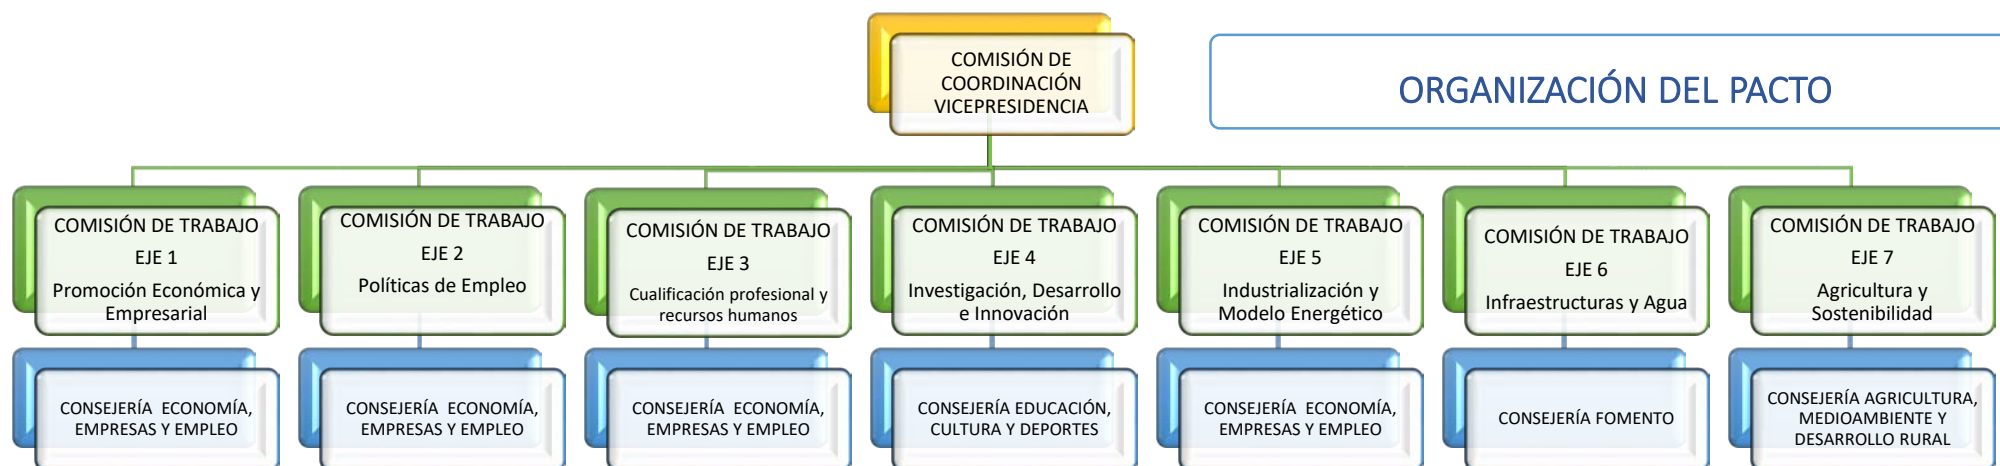 COMISIÓN DE
COORDINACIÓN
VICEPRESIDENCIA
ORGANIZACIÓN DEL PACTO
COMISIÓN DE TRABAJO
EJE 1
Promoción Económica y
Empresarial
COMISIÓN DE TRABAJO
EJE 2
Políticas de Empleo
COMISIÓN DE TRABAJO
EJE 3
Cualificación profesional y
recursos humanos
COMISIÓN DE TRABAJO
EJE 4
Investigación, Desarrollo
e Innovación
COMISIÓN DE TRABAJO
EJE 5
Industrialización y
Modelo Energético
COMISIÓN DE TRABAJO
EJE 6
Infraestructuras y Agua
COMISIÓN DE TRABAJO
EJE 7
Agricultura y
Sostenibilidad
CONSEJERÍA ECONOMÍA,
EMPRESAS Y EMPLEO
CONSEJERÍA ECONOMÍA,
EMPRESAS Y EMPLEO
CONSEJERÍA ECONOMÍA,
EMPRESAS Y EMPLEO
CONSEJERÍA EDUCACIÓN,
CULTURA Y DEPORTES
CONSEJERÍA ECONOMÍA,
EMPRESAS Y EMPLEO
CONSEJERÍA FOMENTO
CONSEJERÍA AGRICULTURA,
MEDIOAMBIENTE Y
DESARROLLO RURAL